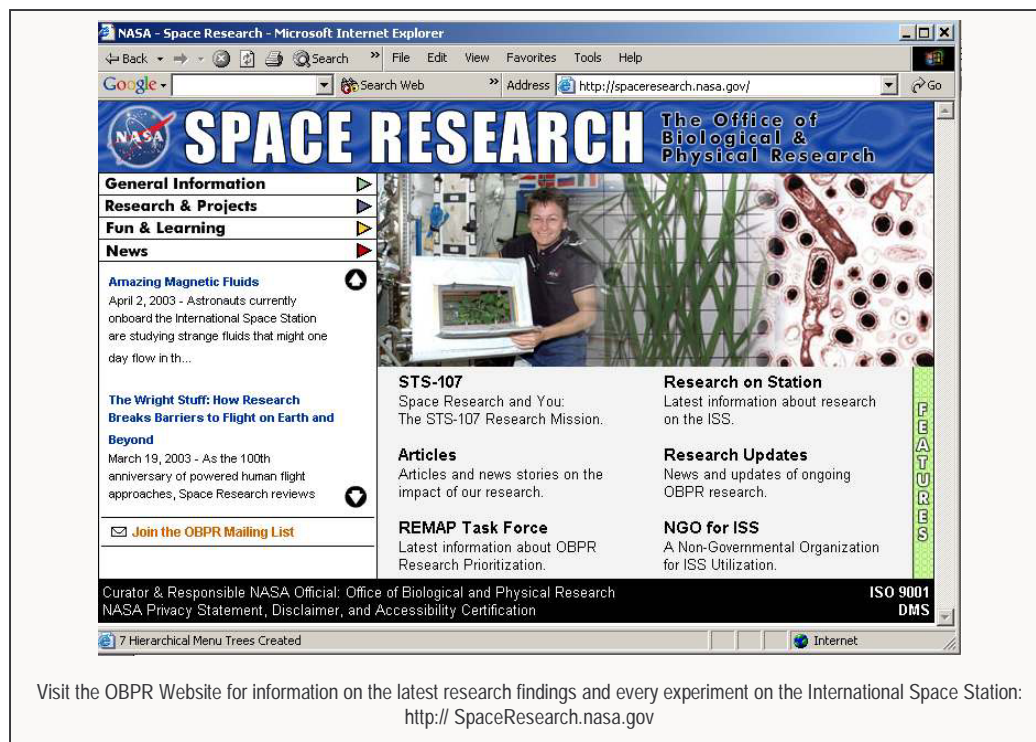 NASA - Space Research - Microsoft Internet Explorer
Back Search » File Edit View Favorites Tools Help
Google Search Web » Address http://spaceresearch.nasa.gov/ Go
NASA SPACE RESEARCH
The Office of
Biological &
Physical Research
General Information
Research & Projects
Fun & Learning
News
Amazing Magnetic Fluids
April 2, 2003 - Astronauts currently
onboard the International Space Station
are studying strange fluids that might one
day flow in th...
The Wright Stuff: How Research
Breaks Barriers to Flight on Earth and
Beyond
March 19, 2003 - As the 100th
anniversary of powered human flight
approaches, Space Research reviews
Join the OBPR Mailing List
STS-107
Space Research and You:
The STS-107 Research Mission.
Research on Station
Latest information about research
on the ISS.
Articles
Articles and news stories on the
impact of our research.
Research Updates
News and updates of ongoing
OBPR research.
REMAP Task Force
Latest information about OBPR
Research Prioritization.
NGO for ISS
A Non-Governmental Organization
for ISS Utilization.
FEATURES
Curator & Responsible NASA Official: Office of Biological and Physical Research
NASA Privacy Statement, Disclaimer, and Accessibility Certification
ISO 9001
DMS
7 Hierarchical Menu Trees Created Internet
Visit the OBPR Website for information on the latest research findings and every experiment on the International Space Station:
http:// SpaceResearch.nasa.gov